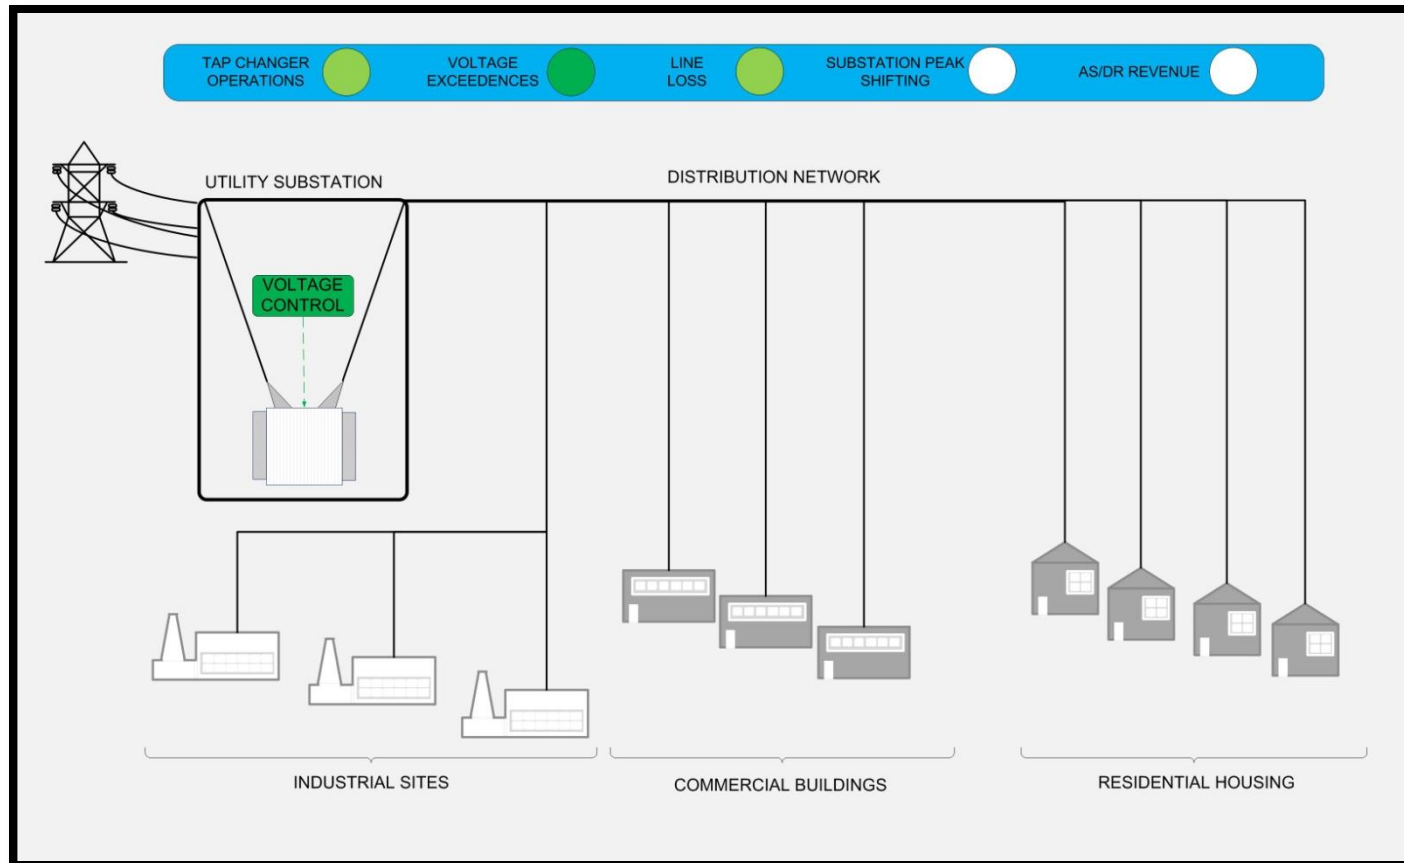 TAP CHANGER
OPERATIONS
VOLTAGE
EXCEEDENCES
LINE
LOSS
SUBSTATION PEAK
SHIFTING
AS/DR REVENUE
UTILITY SUBSTATION
DISTRIBUTION NETWORK
VOLTAGE
CONTROL
INDUSTRIAL SITES
COMMERCIAL BUILDINGS
RESIDENTIAL HOUSING